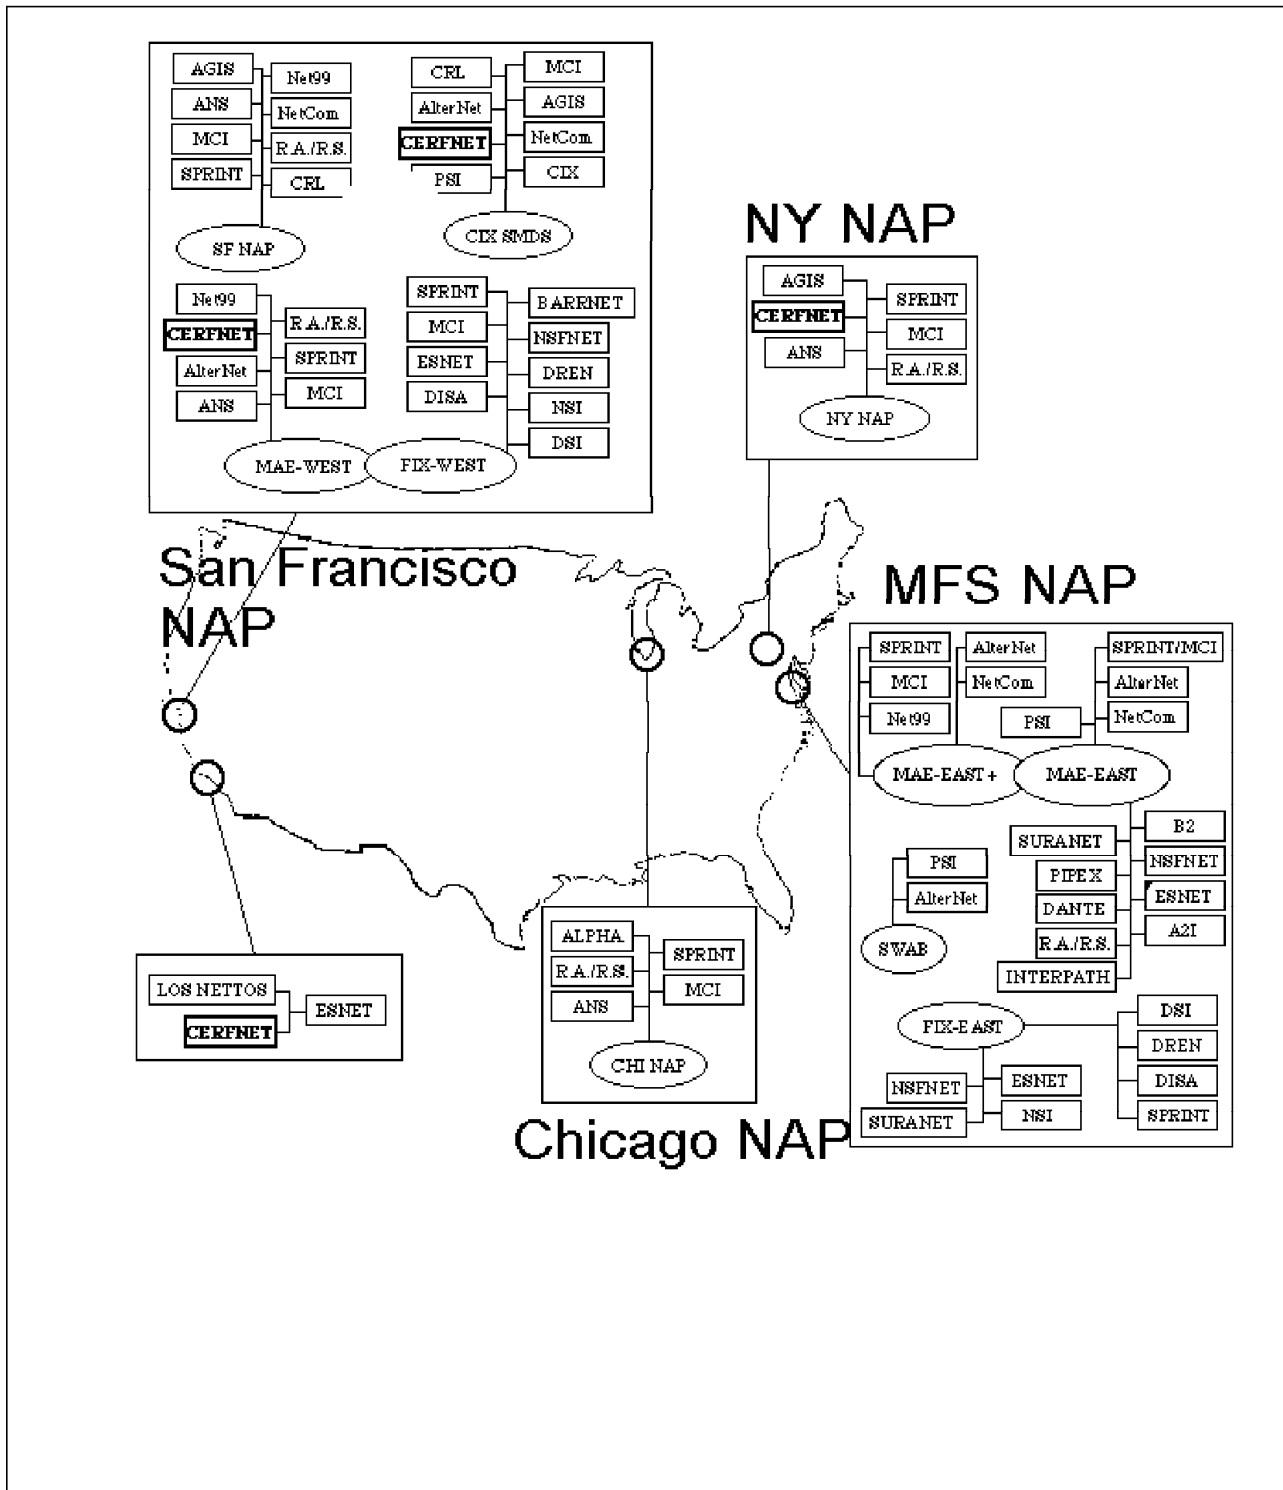 AGIS
ANS
MCI
SPRINT
Net99
NetCom
R.A./R.S.
CRL
SF NAP
CRL
AlterNet
CERFNET
PSI
MCI
AGIS
NetCom
CIX
CIX SMDS
Net99
CERFNET
AlterNet
ANS
R.A./R.S.
SPRINT
MCI
MAE-WEST
SPRINT
MCI
ESNET
DISA
BARRNET
NSFNET
DREN
NSI
DSI
FIX-WEST
San Francisco
NAP
NY NAP
AGIS
CERFNET
ANS
SPRINT
MCI
R.A./R.S.
NY NAP
MFS NAP
SPRINT
MCI
Net99
AlterNet
NetCom
MAE-EAST+
SPRINT/MCI
AlterNet
NetCom
PSI
MAE-EAST
SURANET
PIPEX
DANTE
R.A./R.S.
INTERPATH
B2
NSFNET
ESNET
A2I
PSI
AlterNet
SWAB
FIX-EAST
DSI
DREN
DISA
SPRINT
NSFNET
SURANET
ESNET
NSI
LOS NETTOS
CERFNET
ESNET
ALPHA
R.A./R.S.
ANS
SPRINT
MCI
CHI NAP
Chicago NAP